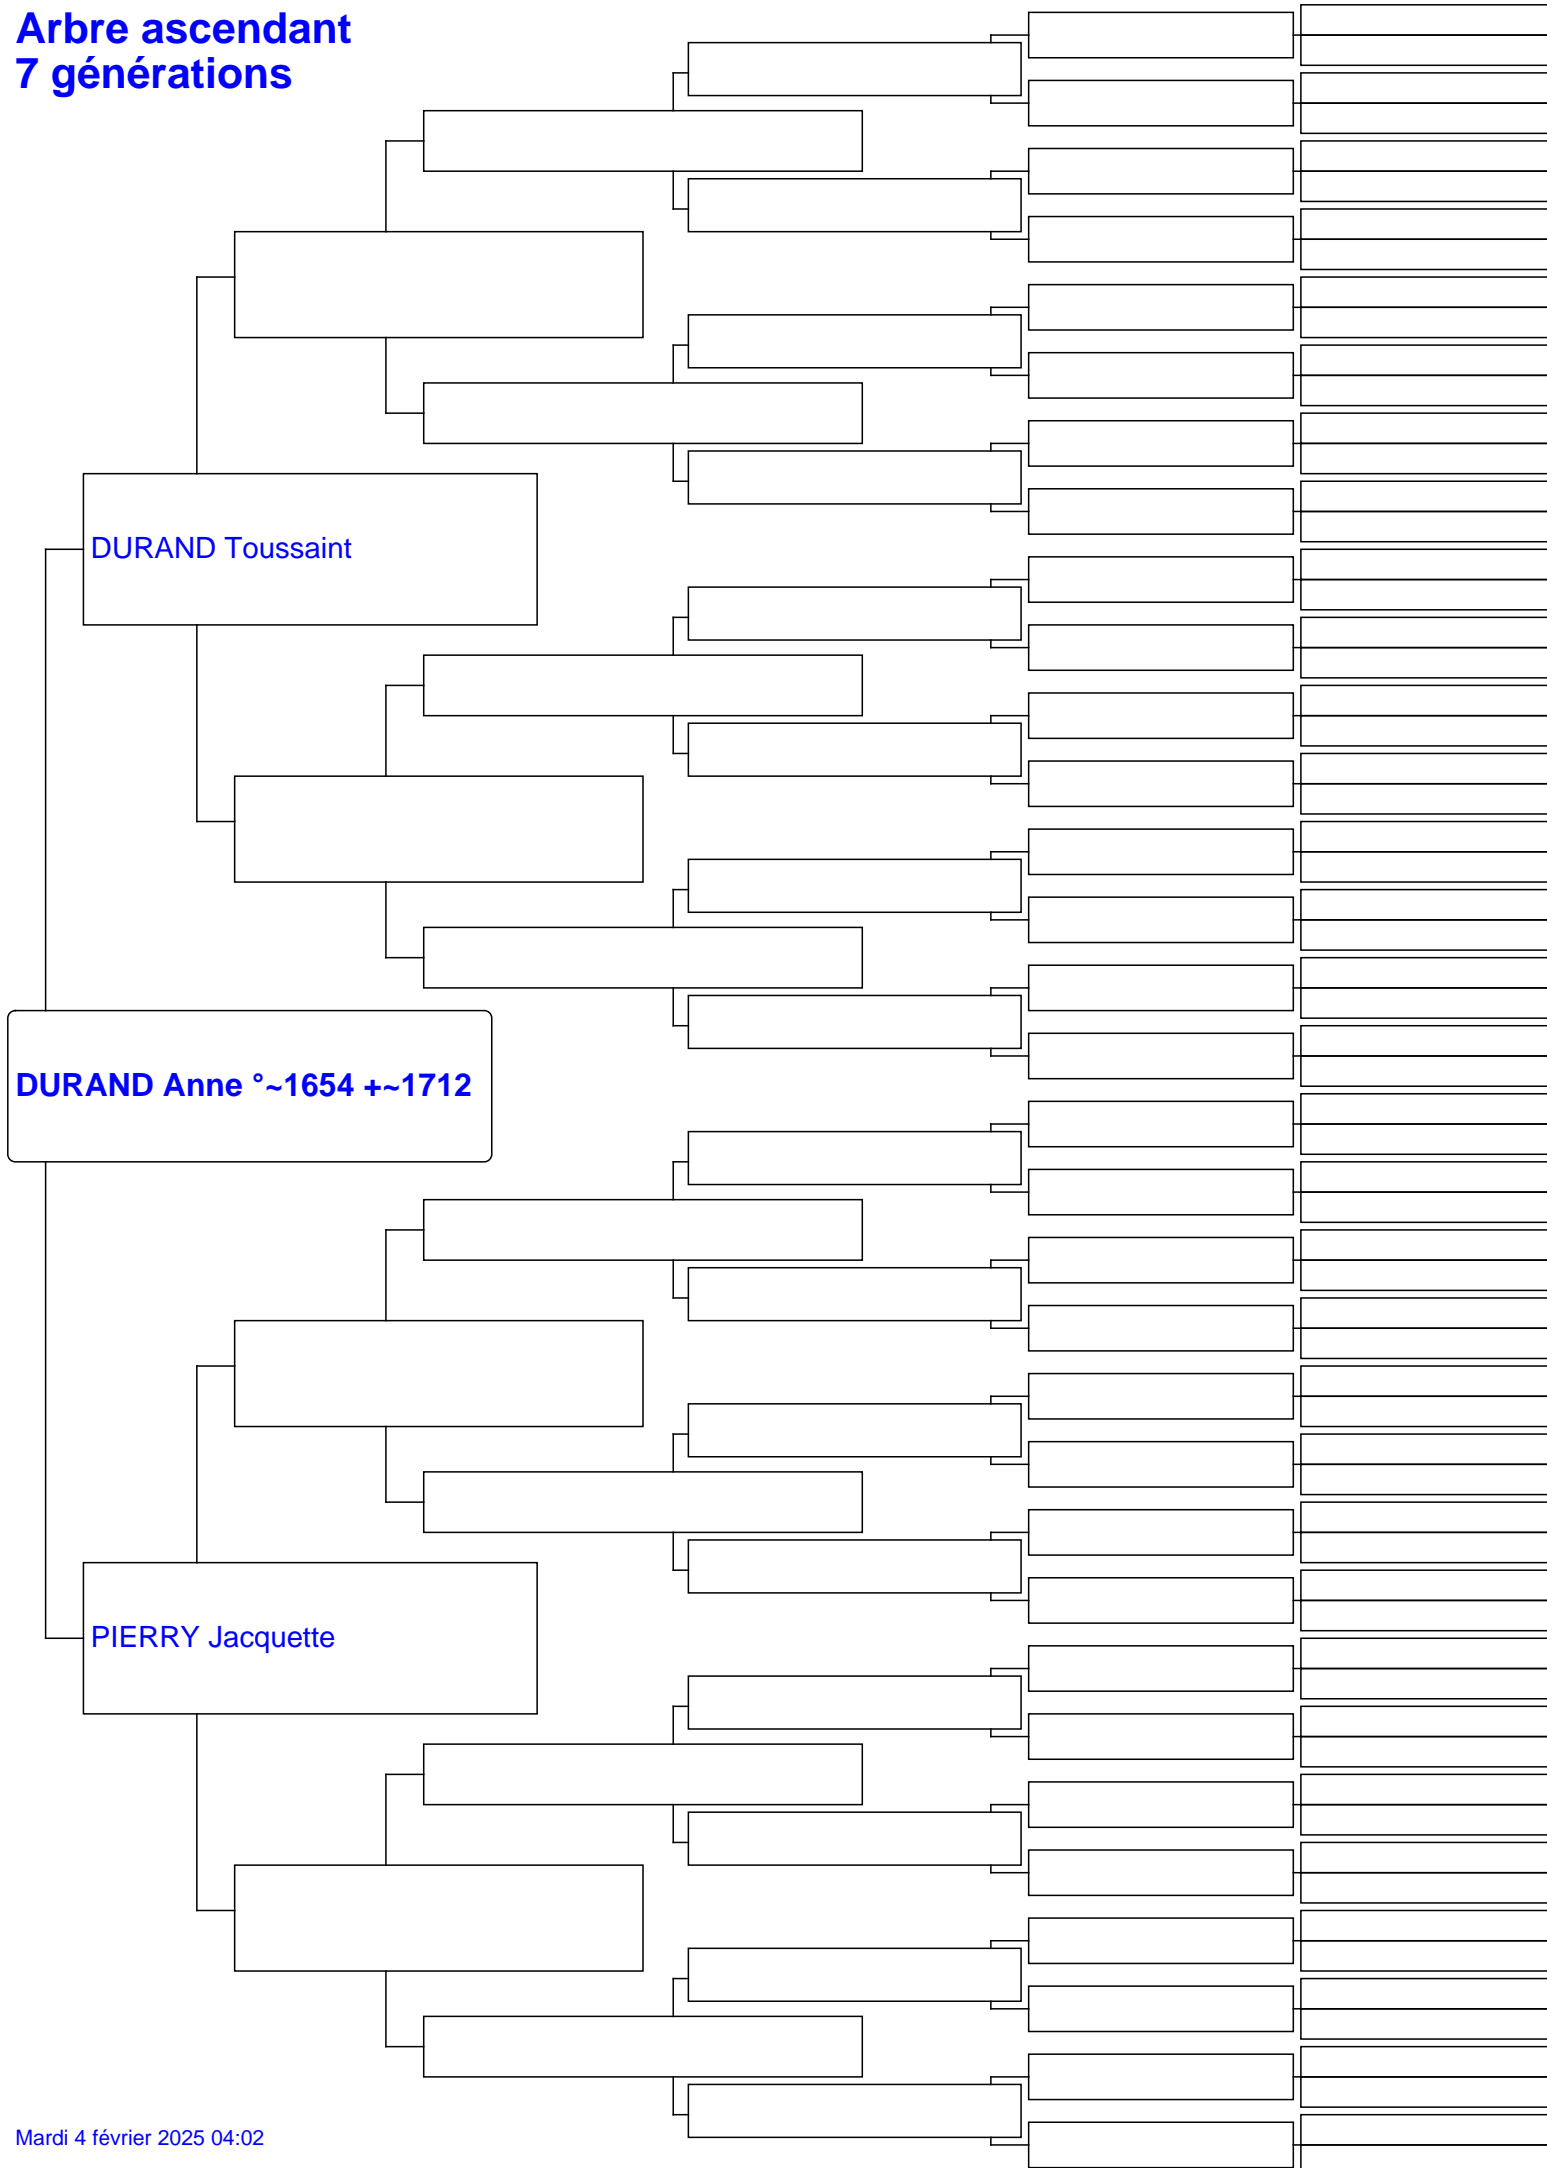 Arbre ascendant
7 générations
DURAND Toussaint
DURAND Anne °~1654 +~1712
PIERRY Jacquette
Mardi 4 février 2025 04:02